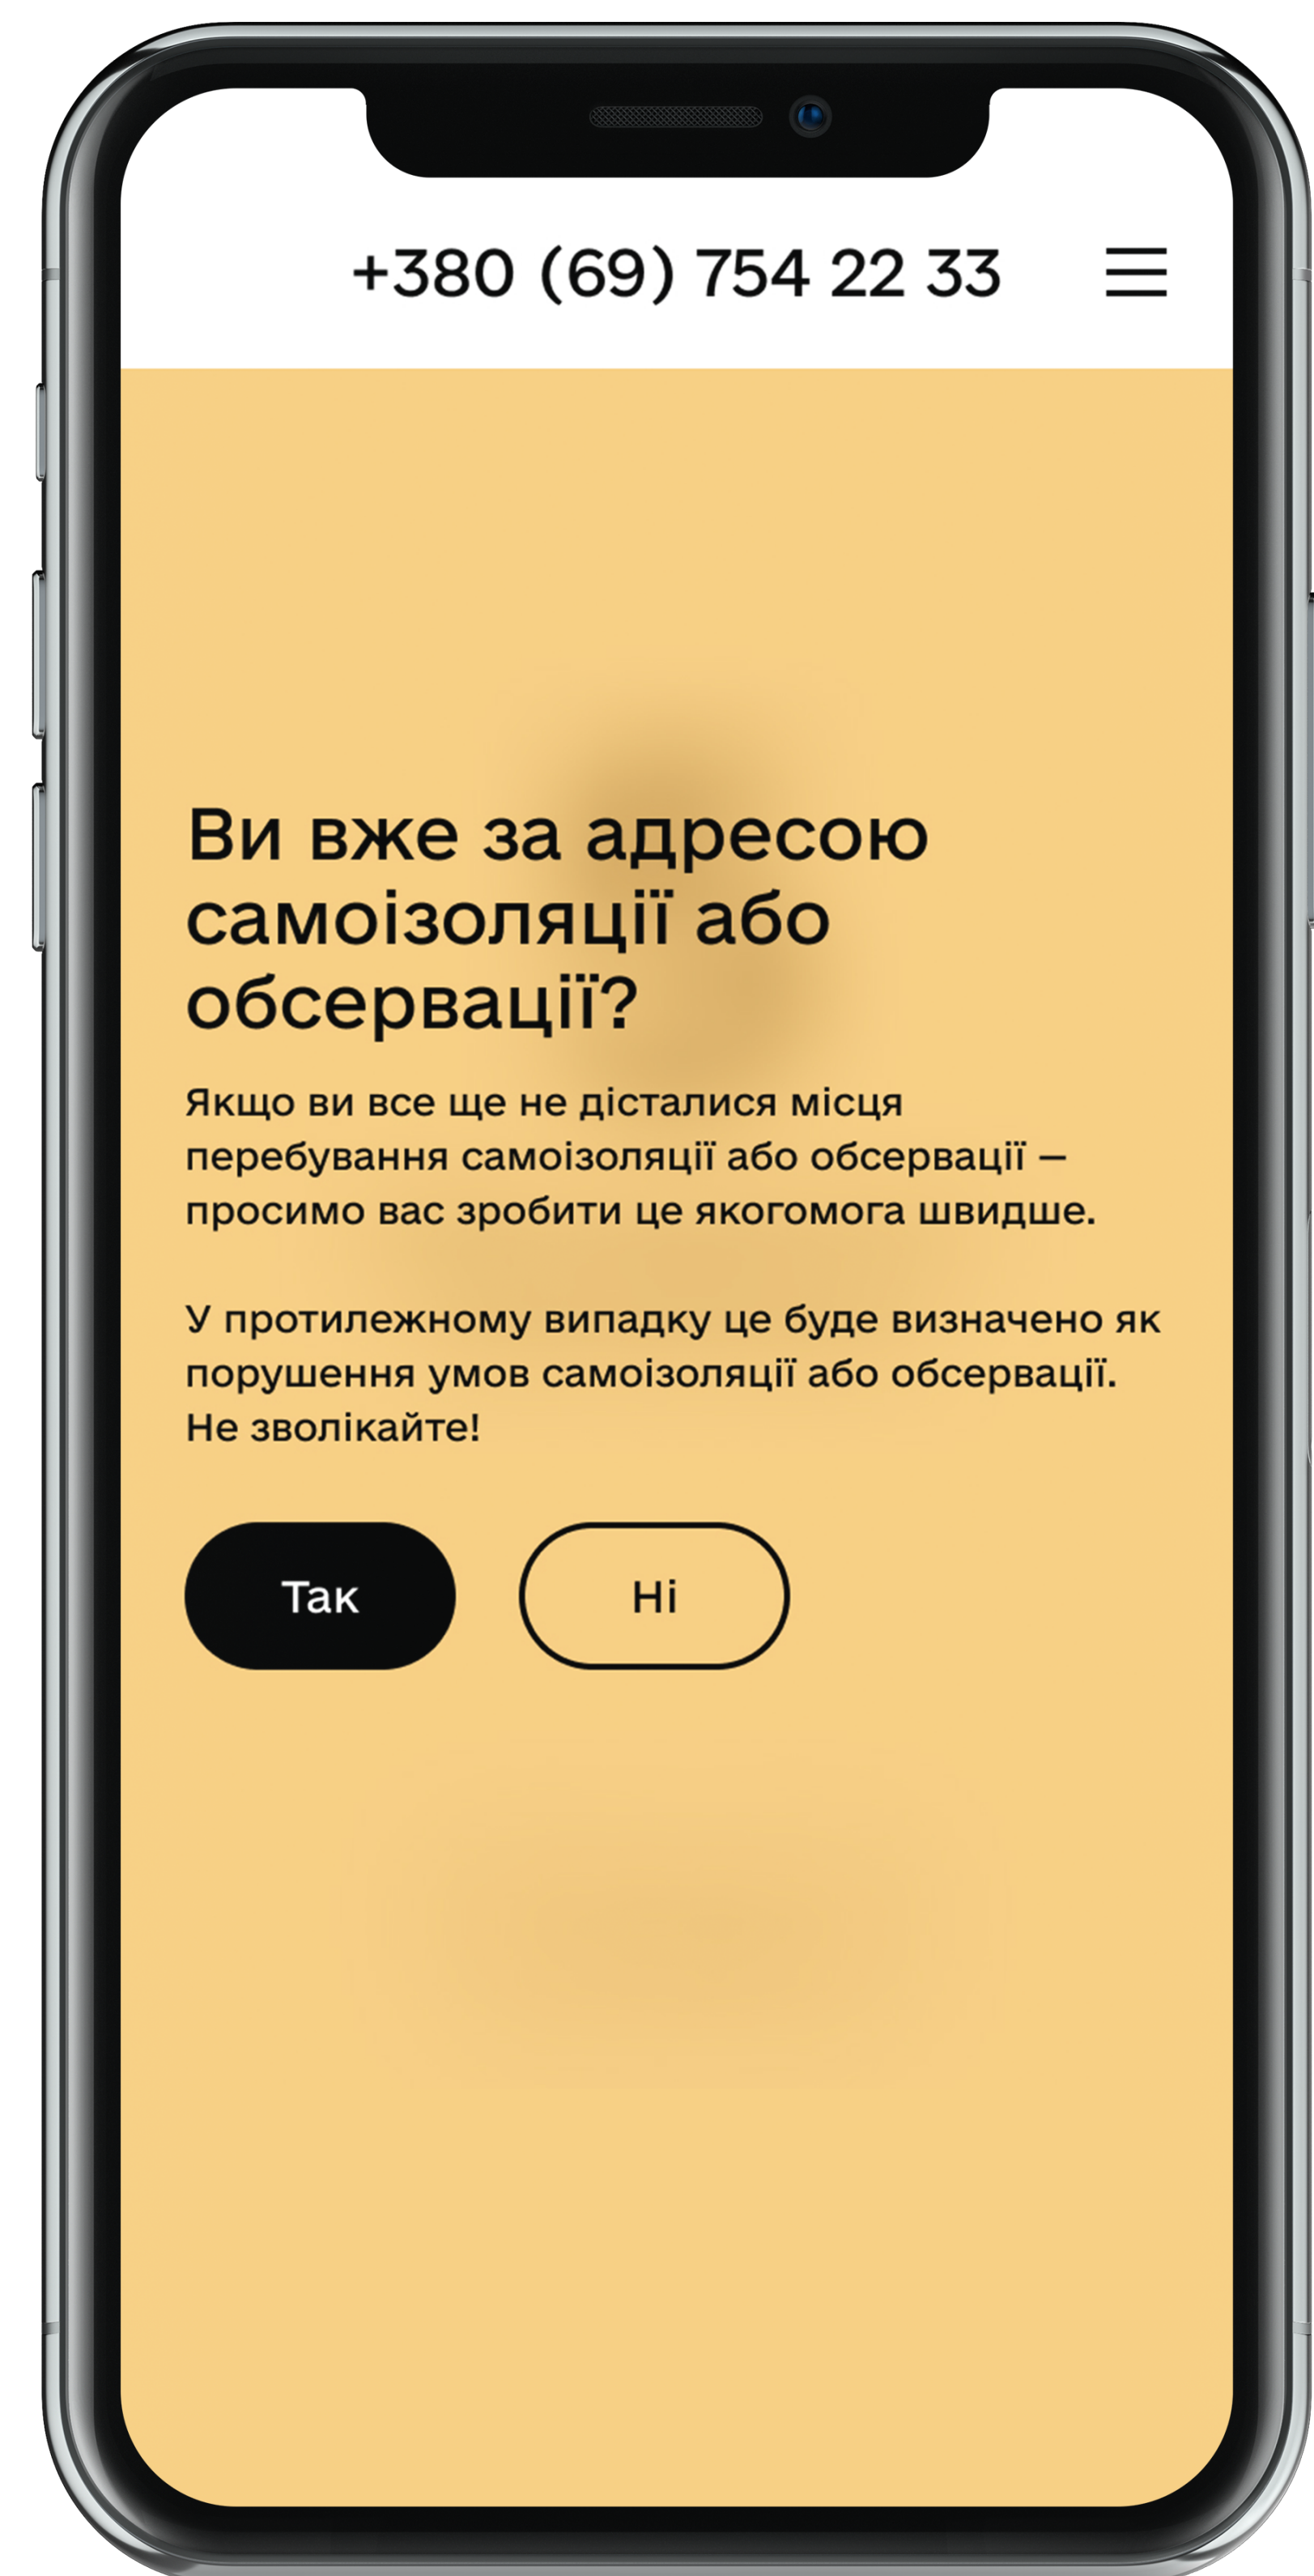 +380 (69) 754 22 33
Ви вже за адресою
самоізоляції або
обсервації?
Якщо ви все ще не дісталися місця
перебування самоізоляції або обсервації —
просимо вас зробити це якогомога швидше.
У протилежному випадку це буде визначено як
порушення умов самоізоляції або обсервації.
Не зволікайте!
Так
Ні